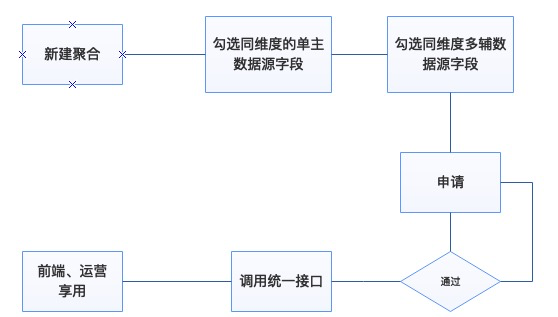 新建聚合
勾选同维度的单主
数据源字段
勾选同维度多辅数
据源字段
申请
通过
调用统一接口
前端、运营
享用